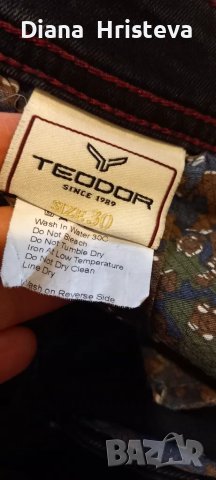 Diana Hristeva
TEODOR
SINCE 1989
SIZE:30
Wash In Water 30C
Do Not Bleach
Do Not Tumble Dry
Iron At Low Temperature
Do Not Dry Clean
Line Dry
Wash on Reverse Side
BAZAR